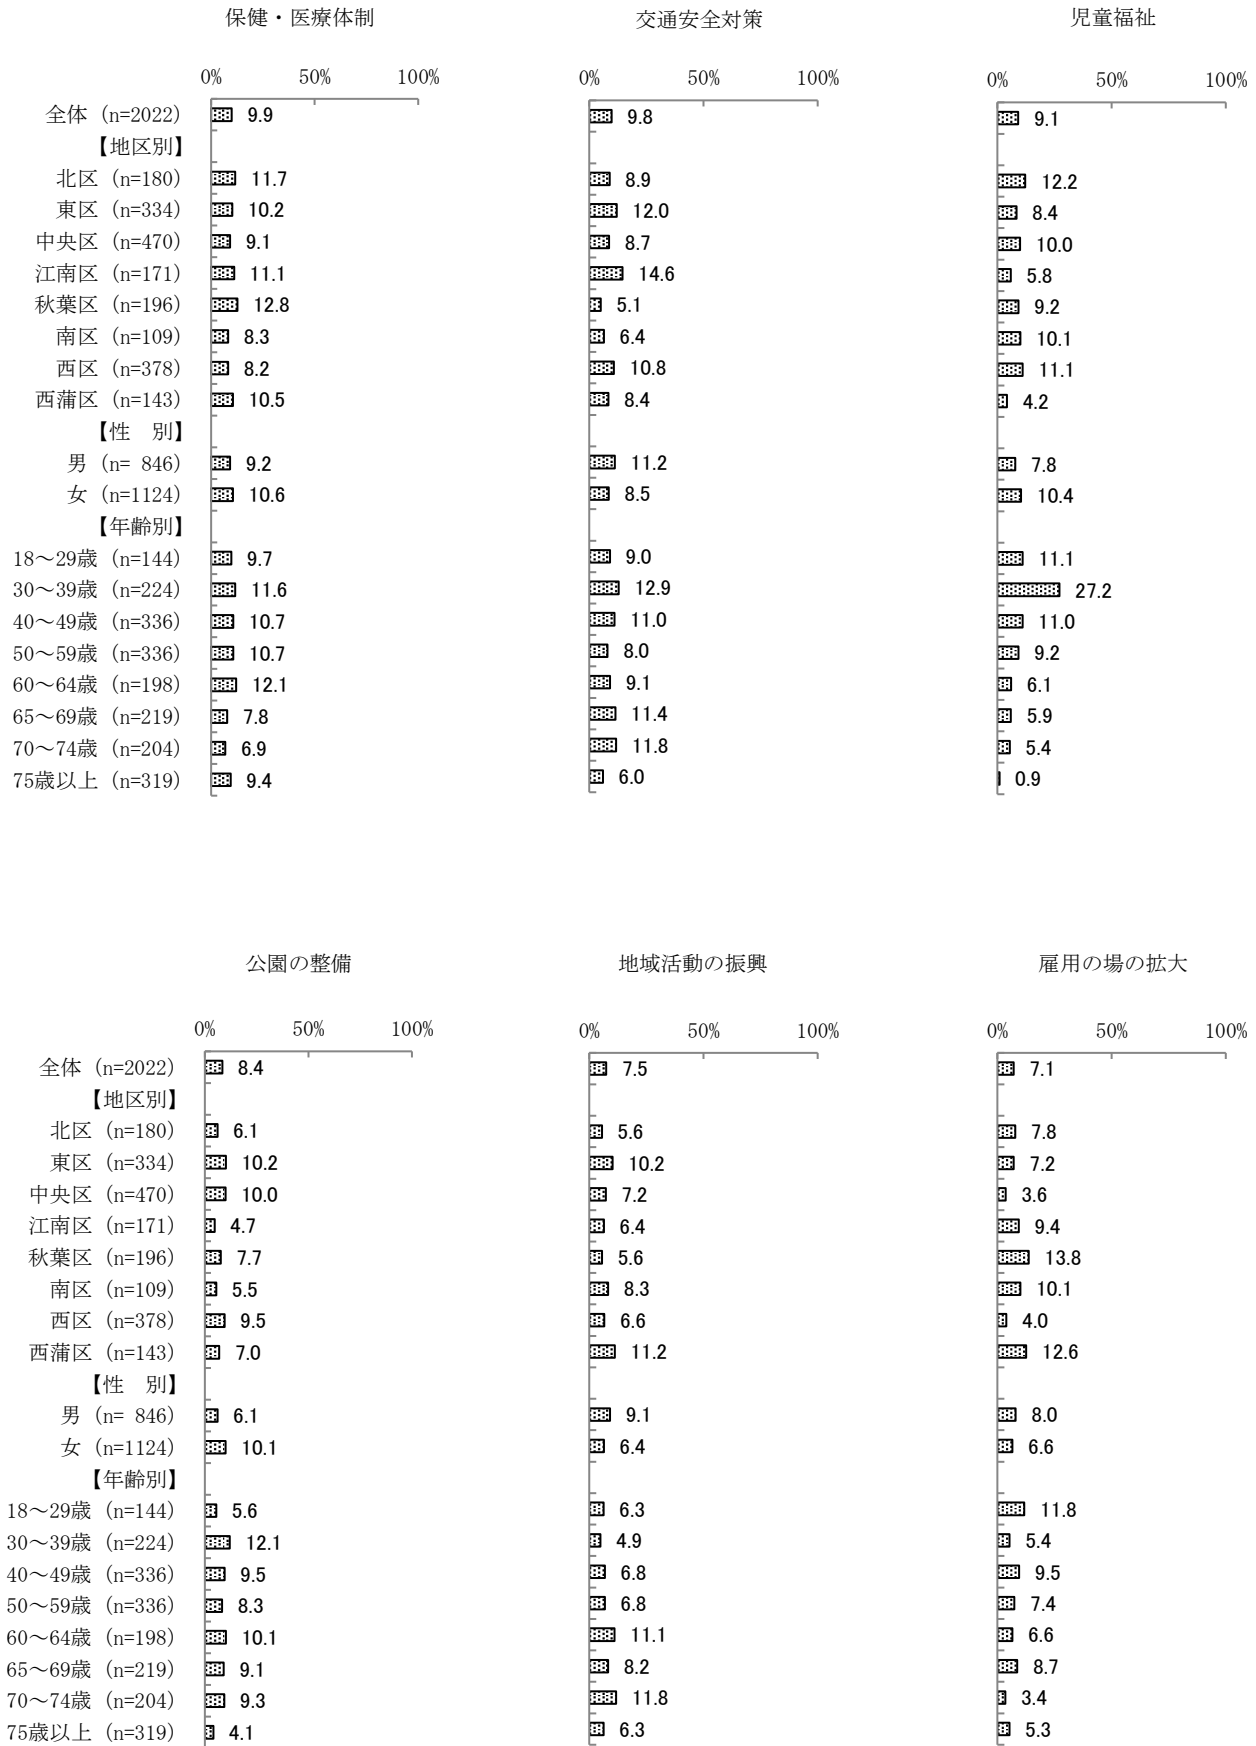 保健・医療体制 交通安全対策 児童福祉
0% 50% 100% 0% 50% 100% 0% 50% 100%
全体（n=2022） 9.9 9.8 9.1
【地区別】
北区（n=180） 11.7 8.9 12.2
東区（n=334） 10.2 12.0 8.4
中央区（n=470） 9.1 8.7 10.0
江南区（n=171） 11.1 14.6 5.8
秋葉区（n=196） 12.8 5.1 9.2
南区（n=109） 8.3 6.4 10.1
西区（n=378） 8.2 10.8 11.1
西蒲区（n=143） 10.5 8.4 4.2
【性　別】
男（n= 846） 9.2 11.2 7.8
女（n=1124） 10.6 8.5 10.4
【年齢別】
18～29歳（n=144） 9.7 9.0 11.1
30～39歳（n=224） 11.6 12.9 27.2
40～49歳（n=336） 10.7 11.0 11.0
50～59歳（n=336） 10.7 8.0 9.2
60～64歳（n=198） 12.1 9.1 6.1
65～69歳（n=219） 7.8 11.4 5.9
70～74歳（n=204） 6.9 11.8 5.4
75歳以上（n=319） 9.4 6.0 0.9
公園の整備 地域活動の振興 雇用の場の拡大
0% 50% 100% 0% 50% 100% 0% 50% 100%
全体（n=2022） 8.4 7.5 7.1
【地区別】
北区（n=180） 6.1 5.6 7.8
東区（n=334） 10.2 10.2 7.2
中央区（n=470） 10.0 7.2 3.6
江南区（n=171） 4.7 6.4 9.4
秋葉区（n=196） 7.7 5.6 13.8
南区（n=109） 5.5 8.3 10.1
西区（n=378） 9.5 6.6 4.0
西蒲区（n=143） 7.0 11.2 12.6
【性　別】
男（n= 846） 6.1 9.1 8.0
女（n=1124） 10.1 6.4 6.6
【年齢別】
18～29歳（n=144） 5.6 6.3 11.8
30～39歳（n=224） 12.1 4.9 5.4
40～49歳（n=336） 9.5 6.8 9.5
50～59歳（n=336） 8.3 6.8 7.4
60～64歳（n=198） 10.1 11.1 6.6
65～69歳（n=219） 9.1 8.2 8.7
70～74歳（n=204） 9.3 11.8 3.4
75歳以上（n=319） 4.1 6.3 5.3